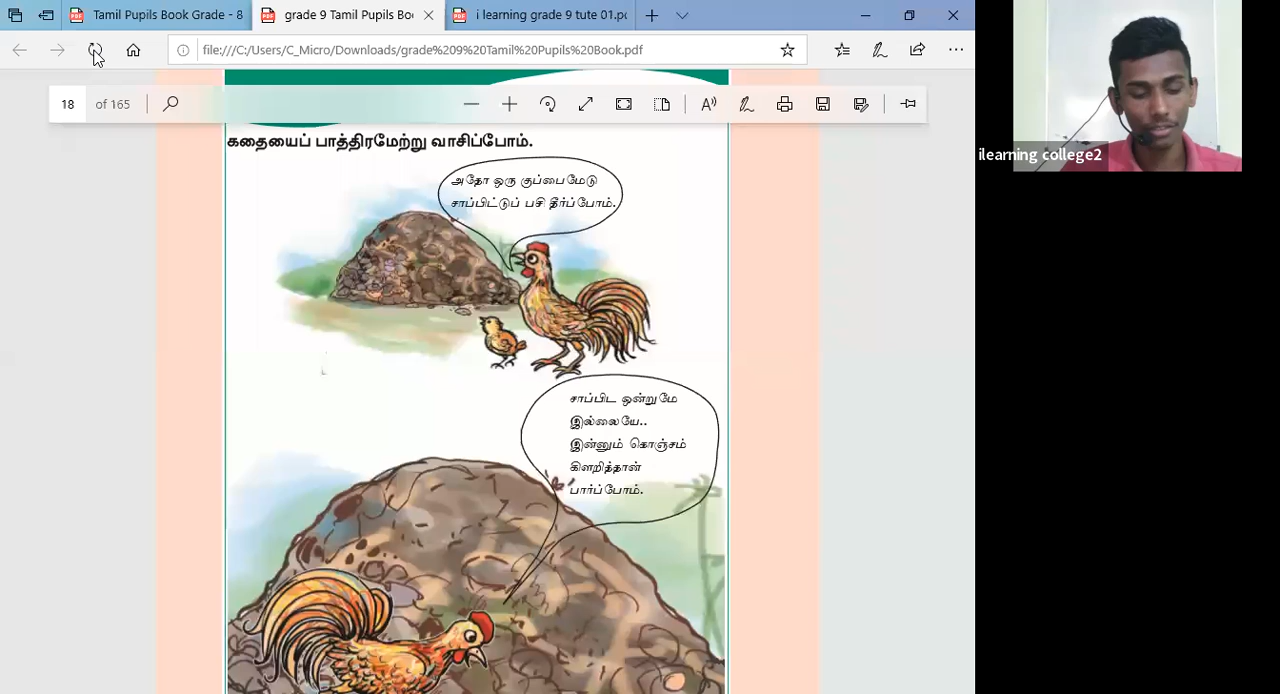 Tamil Pupils Book Grade - 8
grade 9 Tamil Pupils Boo
i learning grade 9 tute 01.pd
file:///C:/Users/C_Micro/Downloads/grade%209%20Tamil%20Pupils%20Book.pdf
18 of 165
கதையைப் பாத்திரமேற்று வாசிப்போம்.
அதோ ஒரு குப்பைமேடு
சாப்பிட்டுப் பசி தீர்ப்போம்.
சாப்பிட ஒன்றுமே
இல்லையே..
இன்னும் கொஞ்சம்
கிளறித்தான்
பார்ப்போம்.
ilearning college2